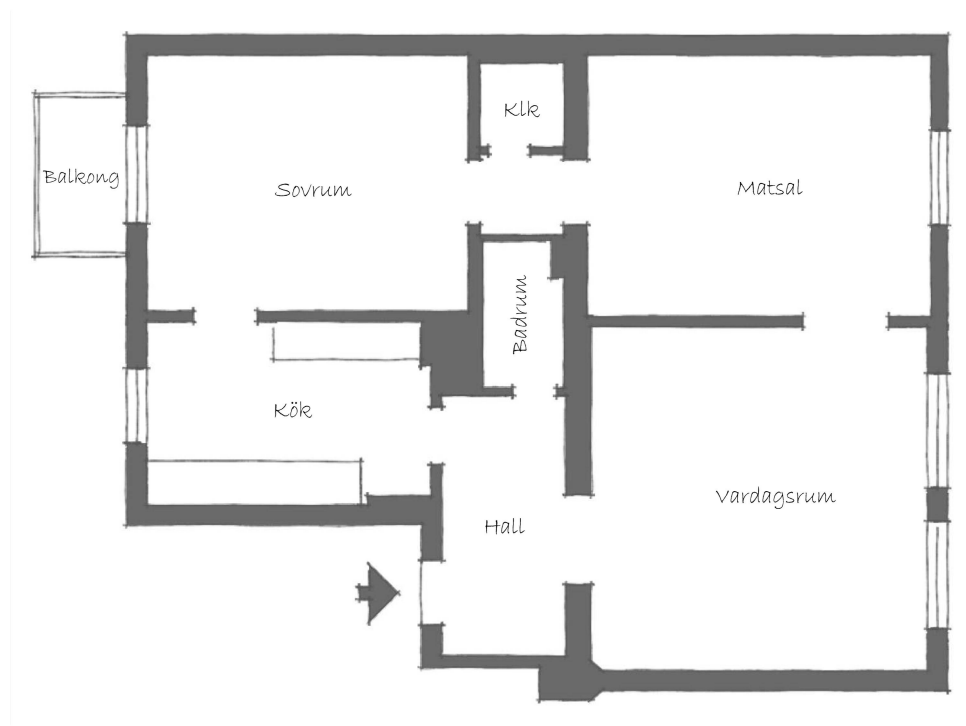 Klk
Balkong
Sovrum
Matsal
Badrum
Kök
Vardagsrum
Hall